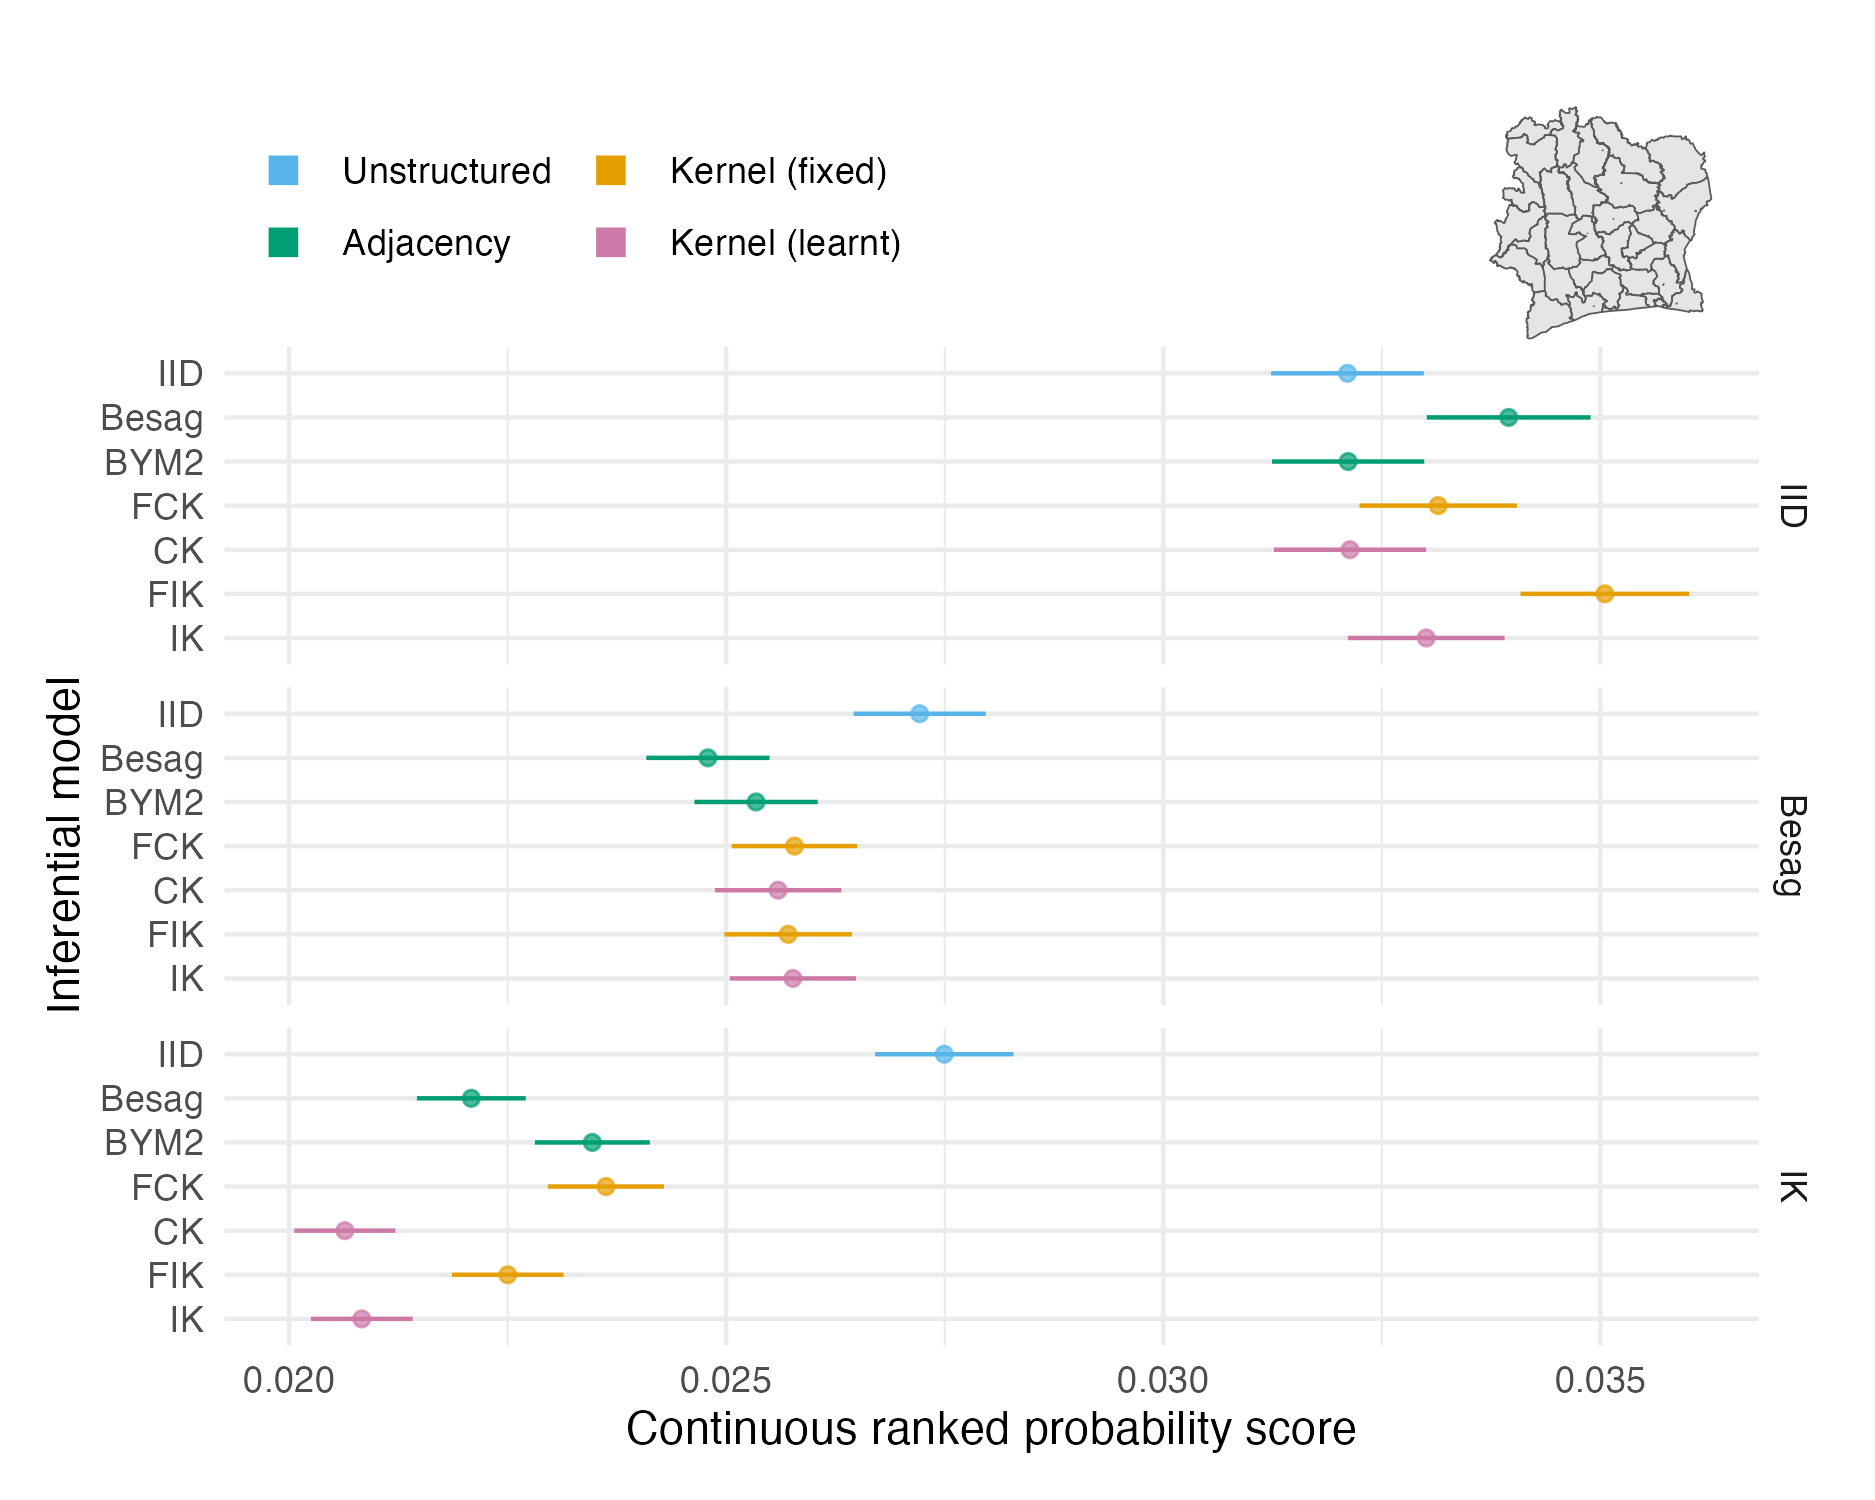 Unstructured
Kernel (fixed)
Adjacency
Kernel (learnt)
Inferential model
IID
Besag
BYM2
FCK
CK
FIK
IK
IID
IID
Besag
BYM2
FCK
CK
FIK
IK
Besag
IID
Besag
BYM2
FCK
CK
FIK
IK
IK
0.020
0.025
0.030
0.035
Continuous ranked probability score